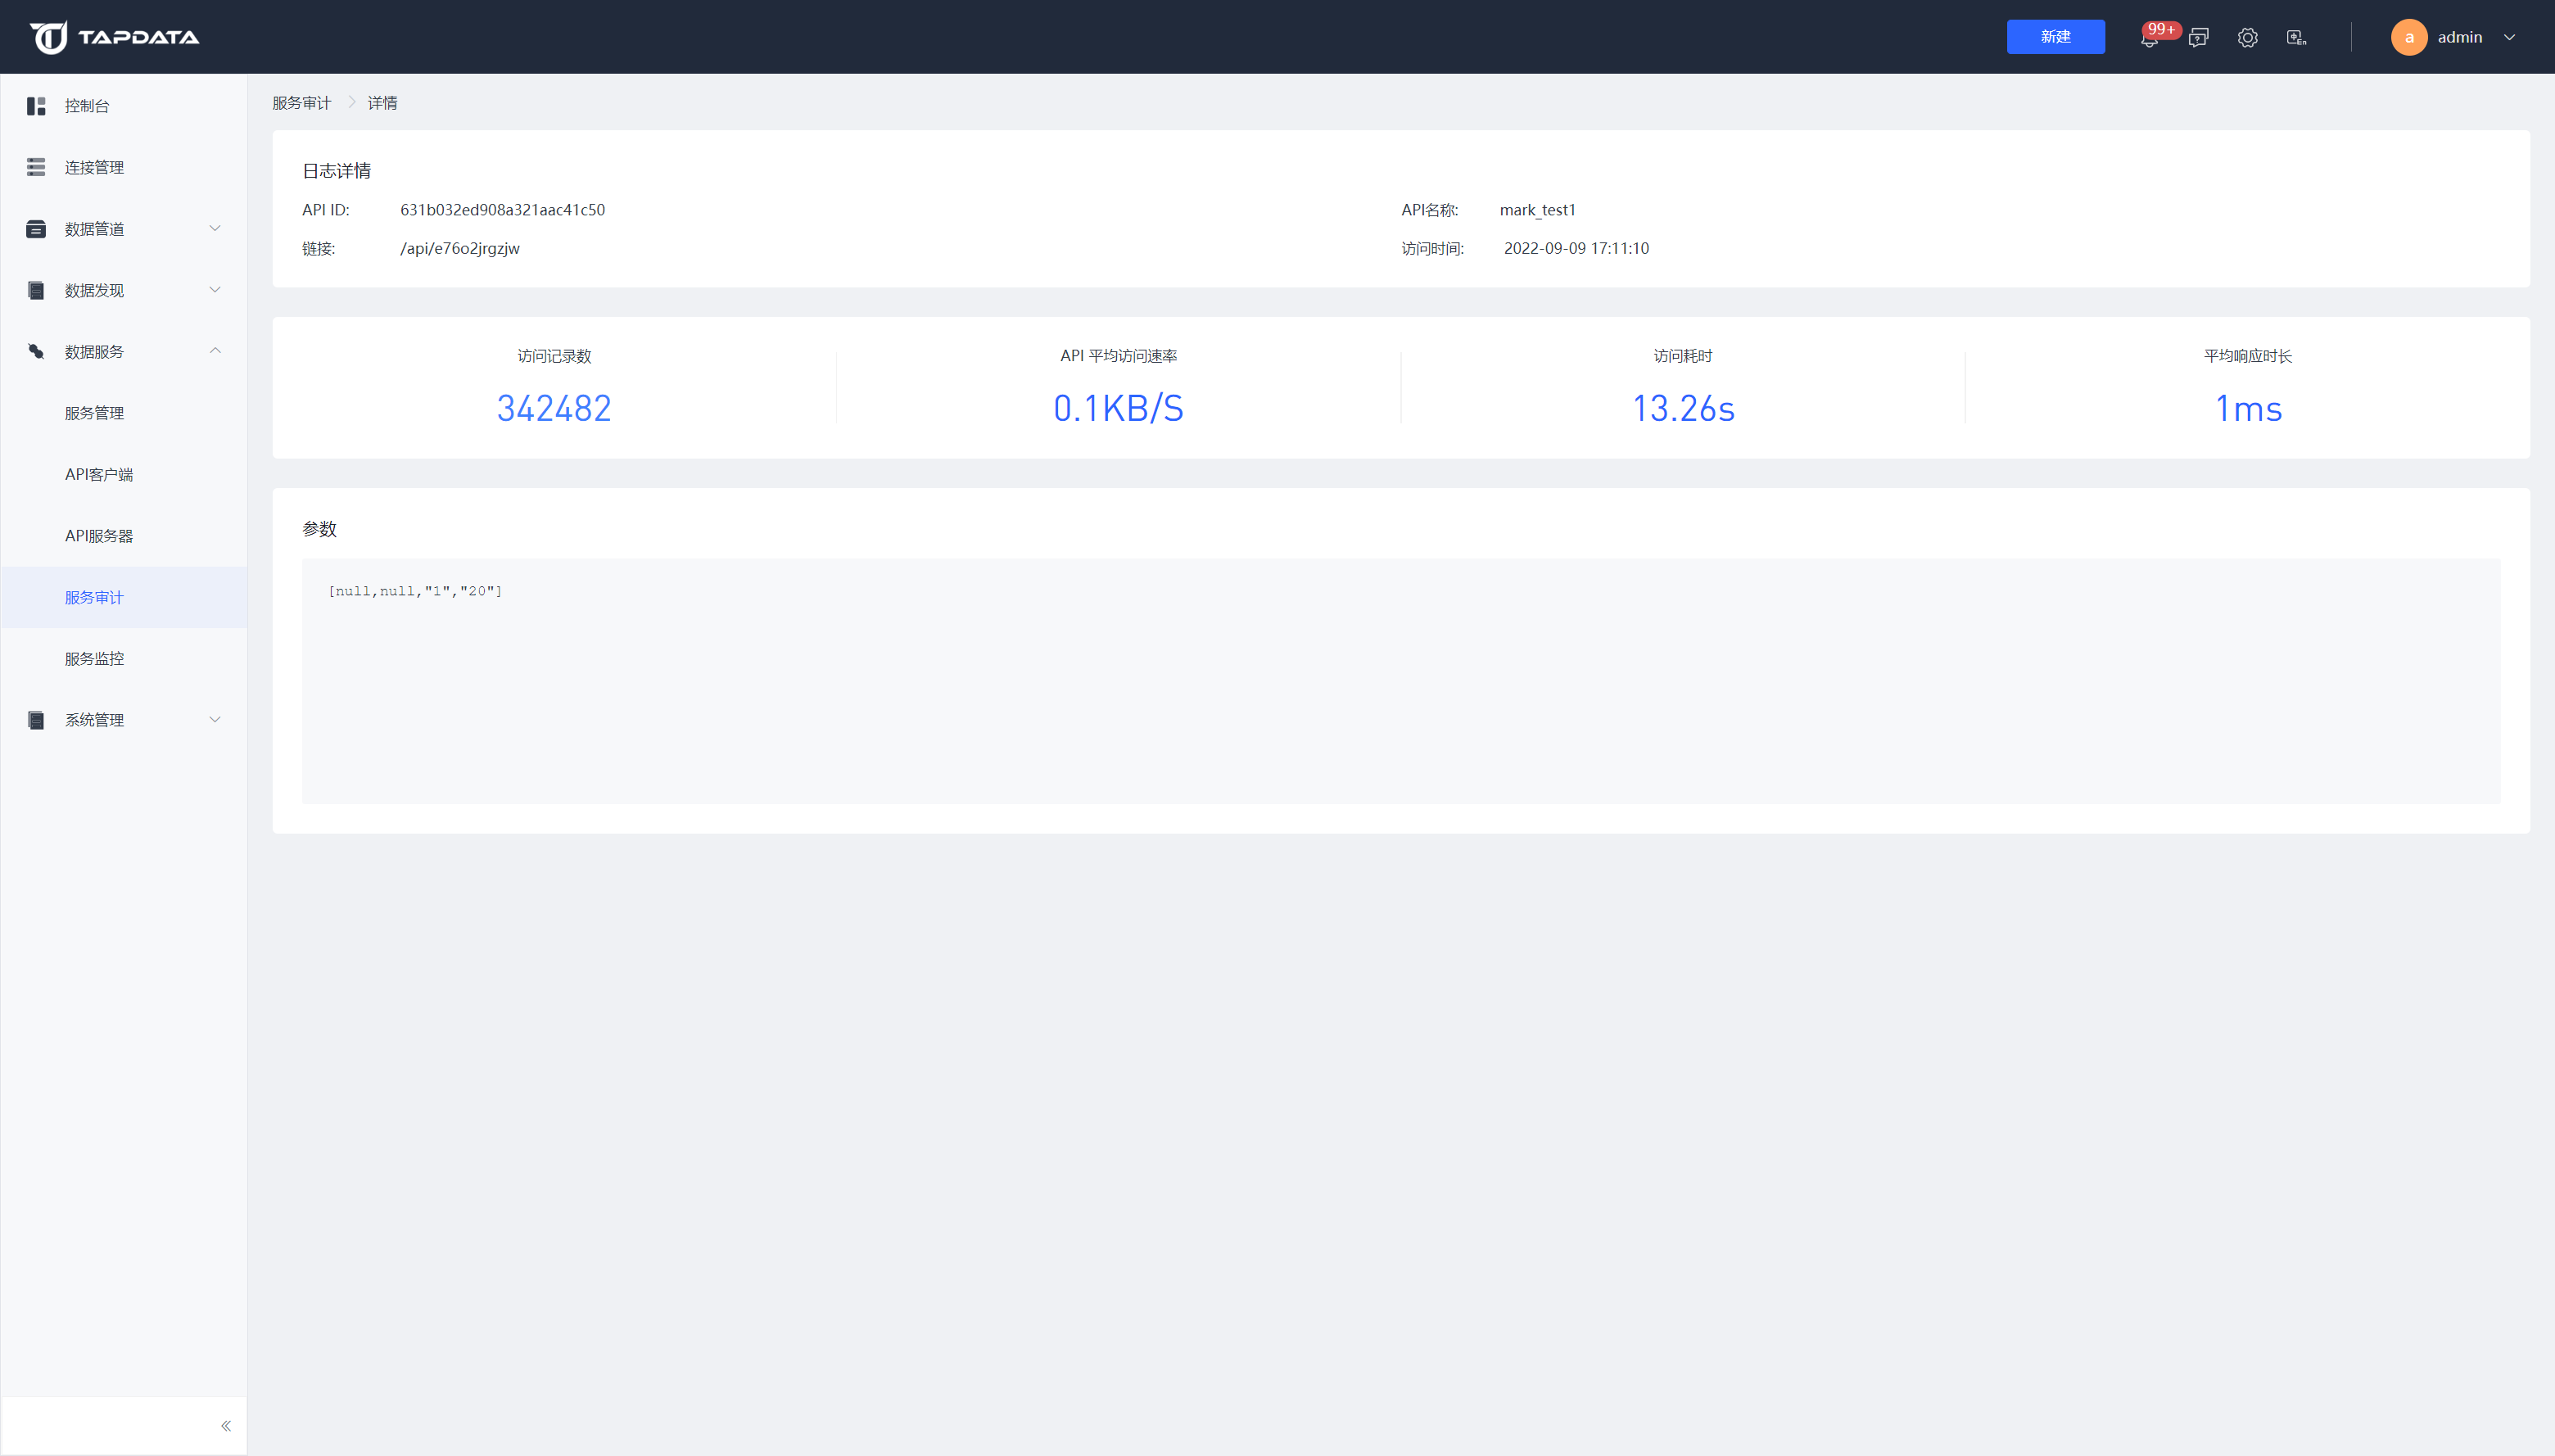 TAPDATA
新建
99+
a
admin
控制台
连接管理
数据管道
数据发现
数据服务
服务管理
API客户端
API服务器
服务审计
服务监控
系统管理
服务审计 详情
日志详情
API ID: 631b032ed908a321aac41c50
API名称: mark_test1
链接: /api/e76o2jrgzjw
访问时间: 2022-09-09 17:11:10
访问记录数
342482
API 平均访问速率
0.1KB/S
访问耗时
13.26s
平均响应时长
1ms
参数
[null,null,"1","20"]